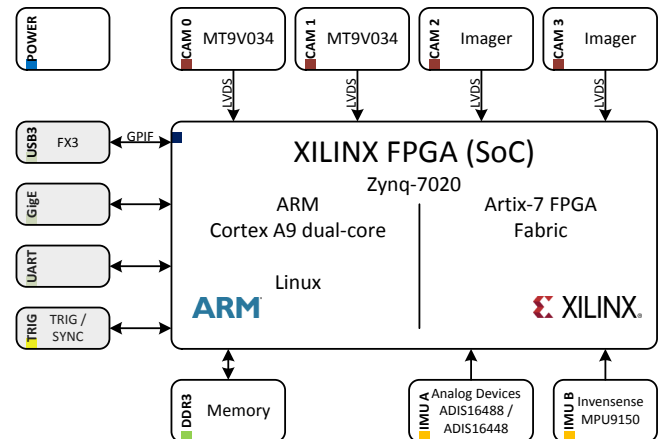 POWER
CAM 0
MT9V034
CAM 1
MT9V034
CAM 2
Imager
CAM 3
Imager
LVDS
LVDS
LVDS
LVDS
USB3
FX3
GPIF
GigE
UART
TRIG
TRIG /
SYNC
XILINX FPGA (SoC)
Zynq-7020
ARM
Cortex A9 dual-core
Linux
ARM
Artix-7 FPGA
Fabric
XILINX.
DDR3
Memory
IMU A
Analog Devices
ADIS16488 /
ADIS16448
IMU B
Invensense
MPU9150